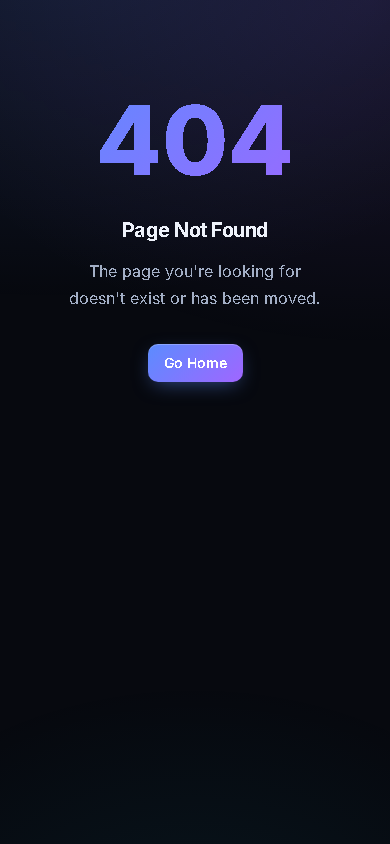 404
Page Not Found
The page you're looking for
doesn't exist or has been moved.
Go Home